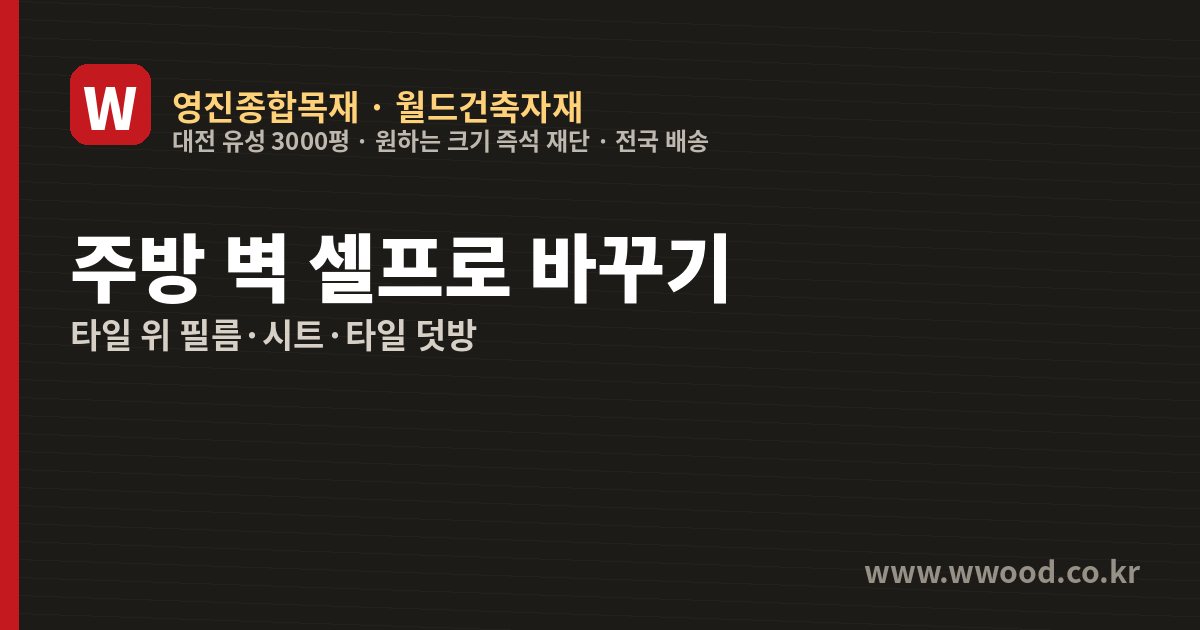 W
영진종합목재 · 월드건축자재
대전 유성 3000평 · 원하는 크기 즉석 재단 · 전국 배송
주방 벽 셀프로 바꾸기
타일 위 필름·시트·타일 덧방
www.wwood.co.kr